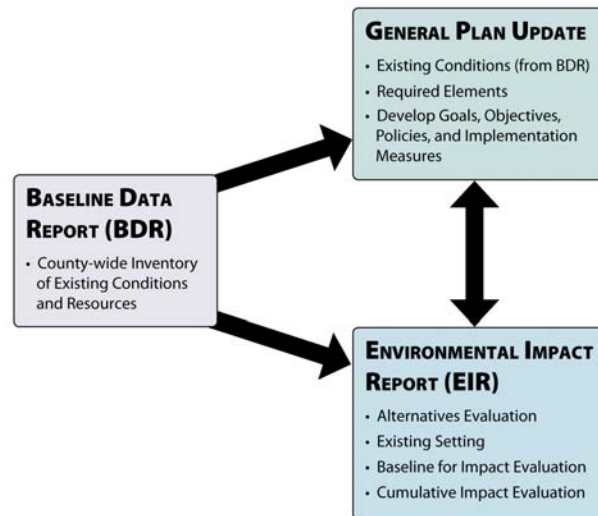 GENERAL PLAN UPDATE
• Existing Conditions (from BDR)
• Required Elements
• Develop Goals, Objectives,
Policies, and Implementation
Measures
BASELINE DATA
REPORT (BDR)
• County-wide Inventory
of Existing Conditions
and Resources
ENVIRONMENTAL IMPACT
REPORT (EIR)
• Alternatives Evaluation
• Existing Setting
• Baseline for Impact Evaluation
• Cumulative Impact Evaluation